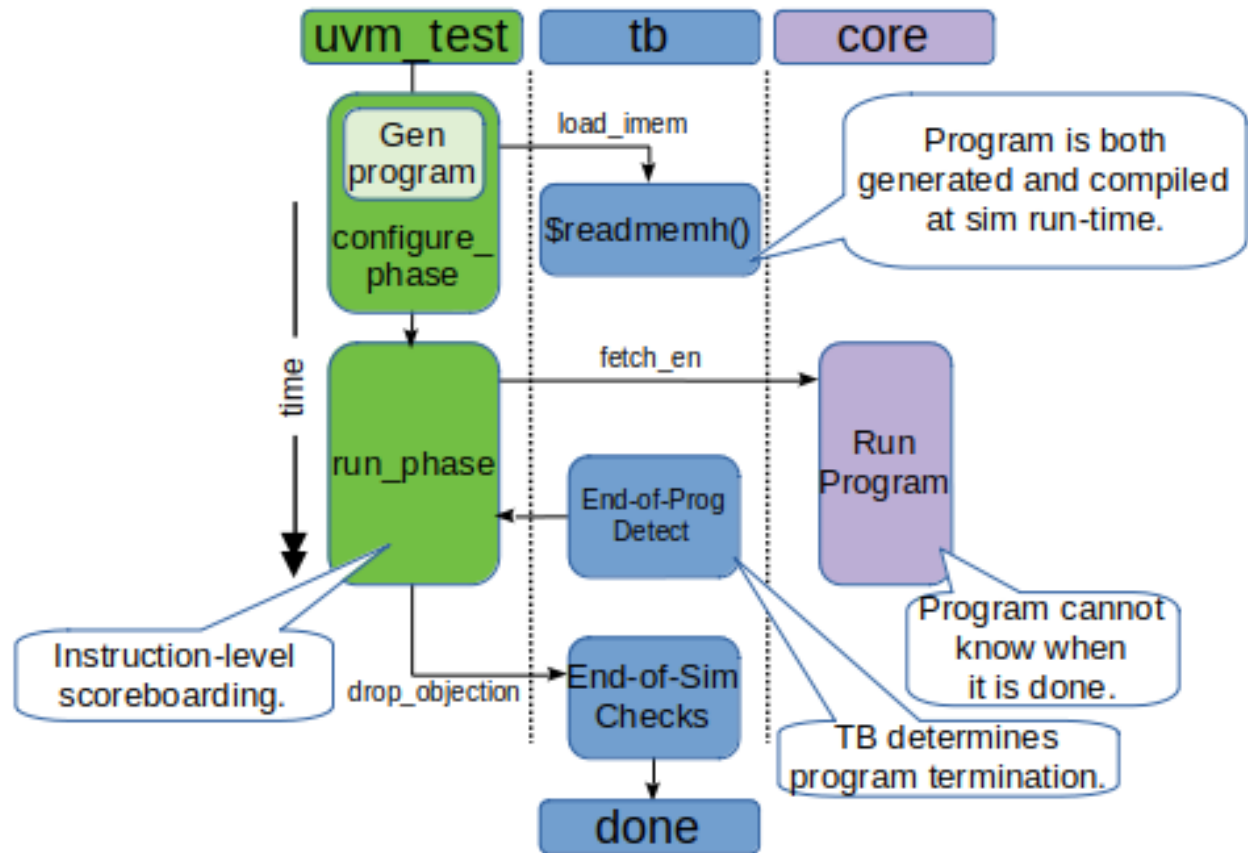 uvm_test
tb
core
Gen
program
configure_
phase
load_imem
$readmemh()
Program is both
generated and compiled
at sim run-time.
time
run_phase
fetch_en
Run
Program
End-of-Prog
Detect
Instruction-level
scoreboarding.
drop_objection
End-of-Sim
Checks
Program cannot
know when
it is done.
TB determines
program termination.
done